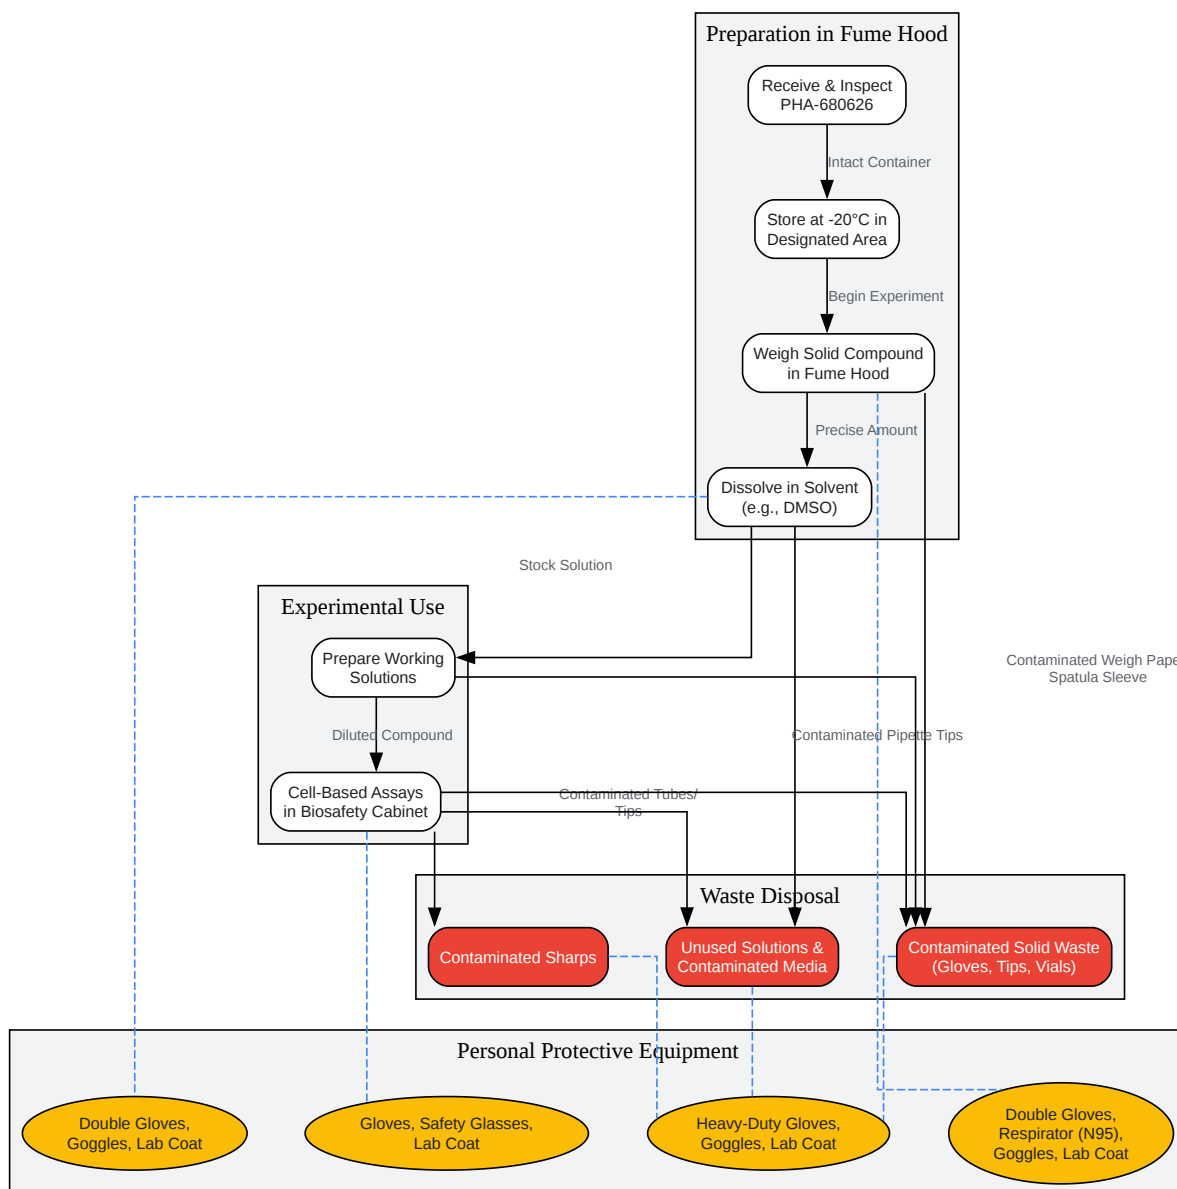 Preparation in Fume Hood
Receive & Inspect
PHA-680626
Intact Container
Store at -20°C in
Designated Area
Begin Experiment
Weigh Solid Compound
in Fume Hood
Precise Amount
Dissolve in Solvent
(e.g., DMSO)
Stock Solution
Experimental Use
Prepare Working
Solutions
Contaminated Weigh Pape
Spatula Sleeve
Diluted Compound
Contaminated Pipette Tips
Cell-Based Assays
in Biosafety Cabinet
Contaminated Tubes/
Tips
Waste Disposal
Contaminated Sharps
Unused Solutions &
Contaminated Media
Contaminated Solid Waste
(Gloves, Tips, Vials)
Personal Protective Equipment
Double Gloves,
Goggles, Lab Coat
Gloves, Safety Glasses,
Lab Coat
Heavy-Duty Gloves,
Goggles, Lab Coat
Double Gloves,
Respirator (N95),
Goggles, Lab Coat